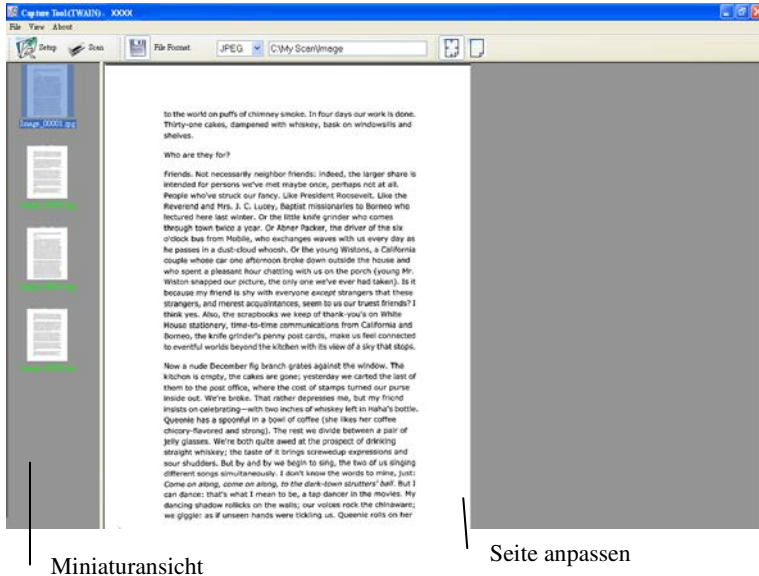 Capture Tool(TWAIN) - XXXX
File View About
Setup Scan File Format JPEG C:\My Scan\Image
Image_00001.jpg
to the world on puffs of chimney smoke. In four days our work is done.
Thirty-one cakes, dampened with whiskey, bask on windowsills and
shelves.
Who are they for?
Friends. Not necessarily neighbor friends: indeed, the larger share is
intended for persons we've met maybe once, perhaps not at all.
People who've struck our fancy. Like President Roosevelt. Like the
Reverend and Mrs. J. C. Lucey, Baptist missionaries to Borneo who
lectured here last winter. Or the little knife grinder who comes
through town twice a year. Or Abner Packer, the driver of the six
o'clock bus from Mobile, who exchanges waves with us every day as
he passes in a dust-cloud whoosh. Or the young Wistons, a California
couple whose car one afternoon broke down outside the house and
who spent a pleasant hour chatting with us on the porch (young Mr.
Wiston snapped our picture, the only one we've ever had taken). Is it
because my friend is shy with everyone except strangers that these
strangers, and merest acquaintances, seem to us our truest friends? I
think yes. Also, the scrapbooks we keep of thank-you's on White
House stationery, time-to-time communications from California and
Borneo, the knife grinder's penny post cards, make us feel connected
to eventful worlds beyond the kitchen with its view of a sky that stops.
Now a nude December fig branch grates against the window. The
kitchen is empty, the cakes are gone; yesterday we carted the last of
them to the post office, where the cost of stamps turned our purse
inside out. We're broke. That rather depresses me, but my friend
insists on celebrating—with two inches of whiskey left in Haha's bottle.
Queenie has a spoonful in a bowl of coffee (she likes her coffee
chicory-flavored and strong). The rest we divide between a pair of
jelly glasses. We're both quite awed at the prospect of drinking
straight whiskey; the taste of it brings screwedup expressions and
sour shudders. But by and by we begin to sing, the two of us singing
different songs simultaneously. I don't know the words to mine, just:
Come on along, come on along, to the dark-town strutters' ball. But I
can dance: that's what I mean to be, a tap dancer in the movies. My
dancing shadow rollicks on the walls; our voices rock the chinaware;
we giggle: as if unseen hands were tickling us. Queenie rolls on her
Miniaturansicht
Seite anpassen